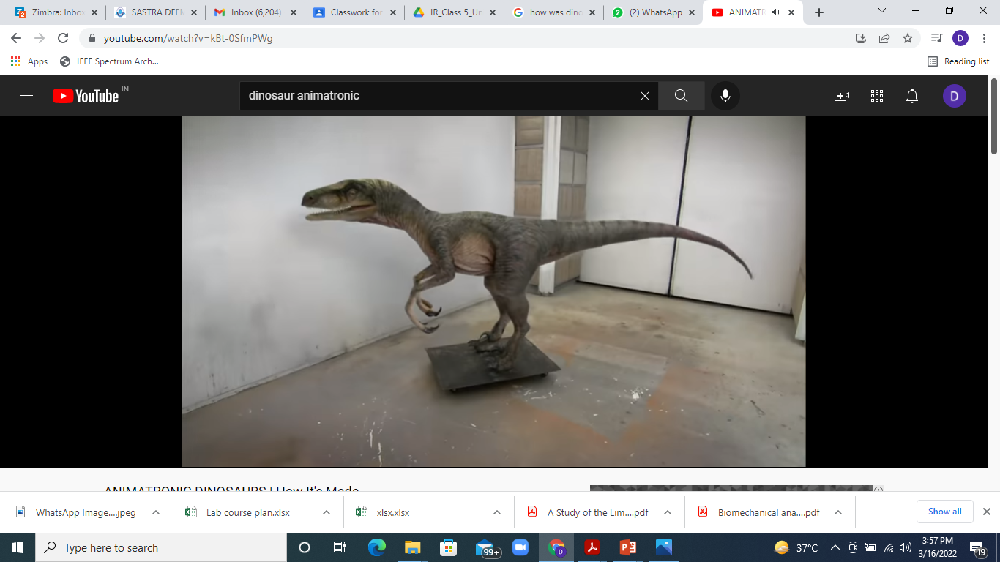 Zimbra: Inbox
SASTRA DEEM
Inbox (6,204)
Classwork for
IR_Class 5_Un
how was dino
(2) WhatsApp
ANIMATR
youtube.com/watch?v=kBt-0SfmPWg
D
Apps
IEEE Spectrum Arch...
Reading list
YouTube IN
dinosaur animatronic
D
ANIMATRONIC DINOSAURS | How It's Made
WhatsApp Image....jpeg
Lab course plan.xlsx
xlsx.xlsx
A Study of the Lim....pdf
Biomechanical ana....pdf
Show all
Type here to search
99+
37°C
3:57 PM
3/16/2022
19